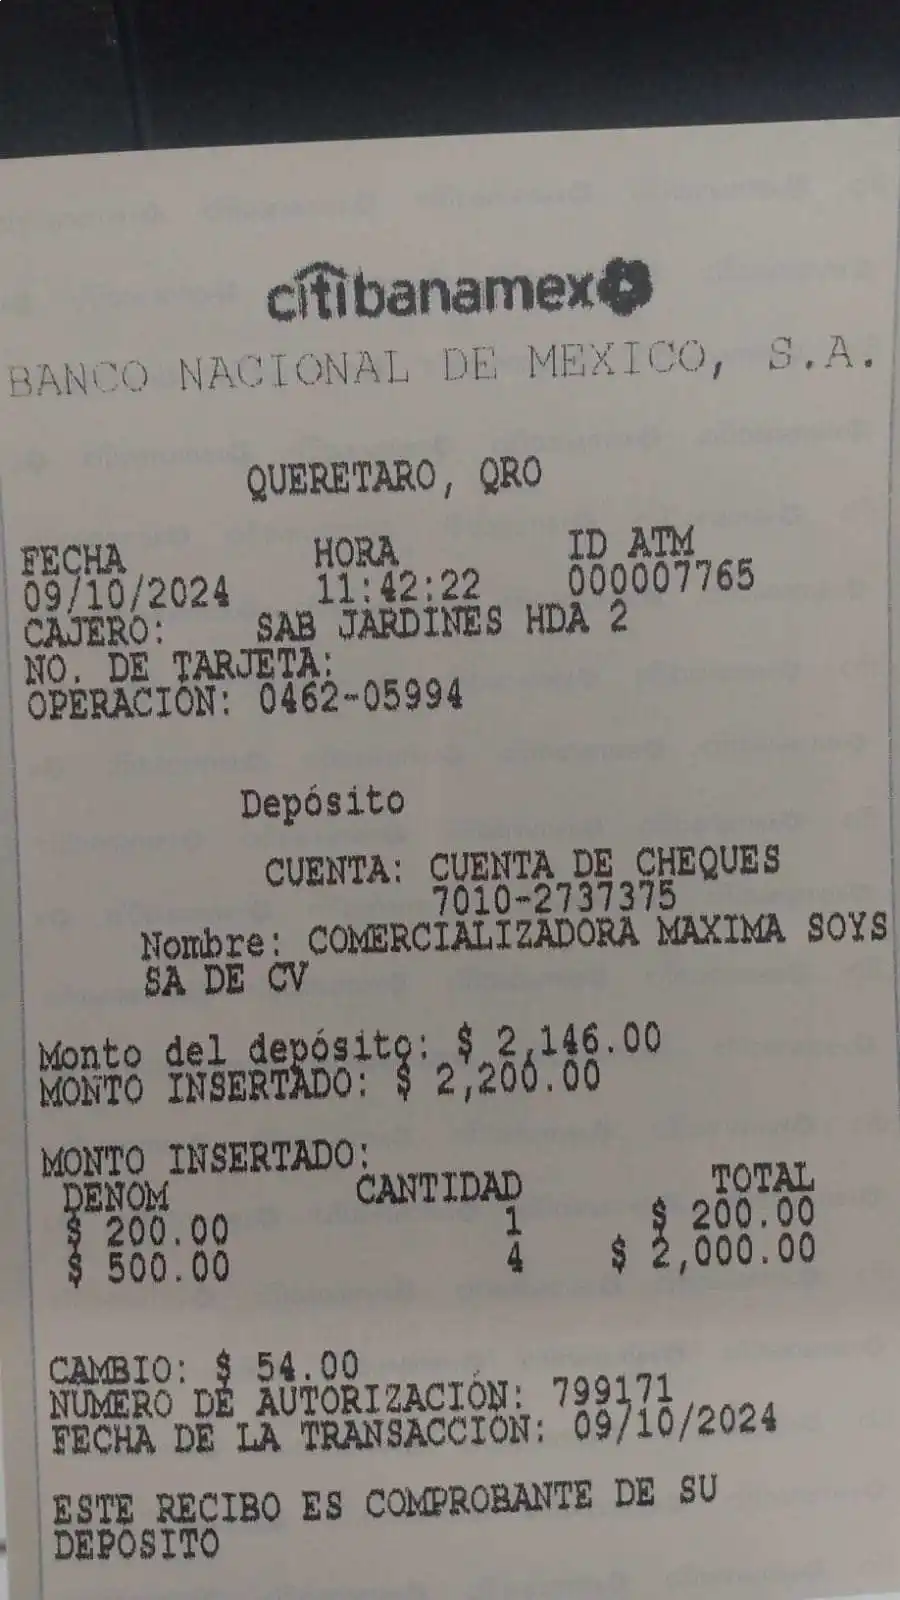 citibanamex
BANCO NACIONAL DE MEXICO, S.A.
QUERETARO, QRO
FECHA HORA ID ATM
09/10/2024 11:42:22 000007765
CAJERO: SAB JARDINES HDA 2
NO. DE TARJETA:
OPERACIÓN: 0462-05994
Depósito
CUENTA: CUENTA DE CHEQUES
7010-2737375
Nombre: COMERCIALIZADORA MAXIMA SOYS
SA DE CV
Monto del depósito: $ 2,146.00
MONTO INSERTADO: $ 2,200.00
MONTO INSERTADO:
DENOM CANTIDAD TOTAL
$ 200.00 1 $ 200.00
$ 500.00 4 $ 2,000.00
CAMBIO: $ 54.00
NUMERO DE AUTORIZACIÓN: 799171
FECHA DE LA TRANSACCIÓN: 09/10/2024
ESTE RECIBO ES COMPROBANTE DE SU
DEPÓSITO